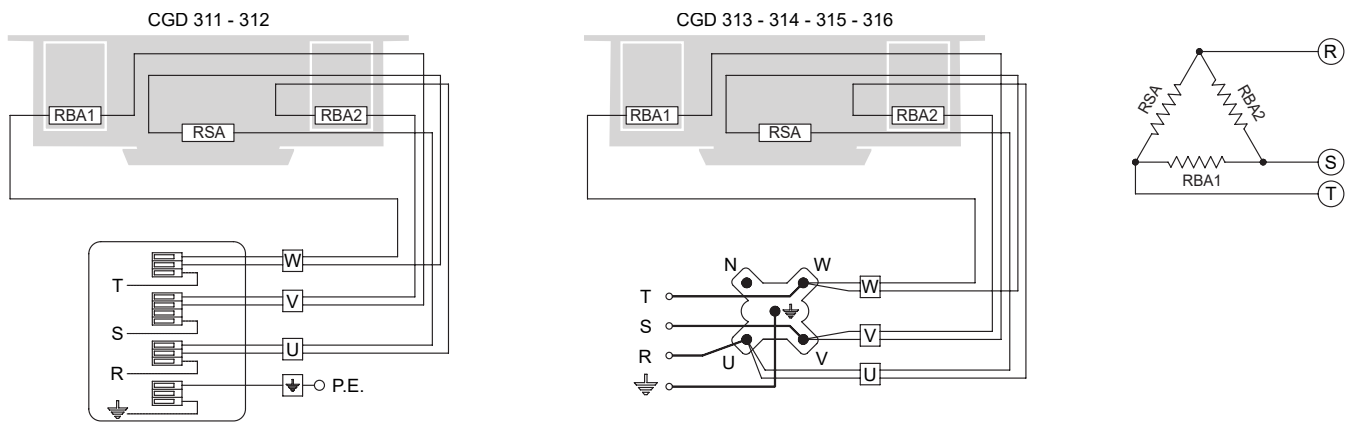 CGD 311 - 312
RBA1
RSA
RBA2
W
T
V
S
U
R
P.E.
CGD 313 - 314 - 315 - 316
RBA1
RSA
RBA2
N
W
W
T
S
V
R
U
V
U
R
RSA
RBA2
S
RBA1
T